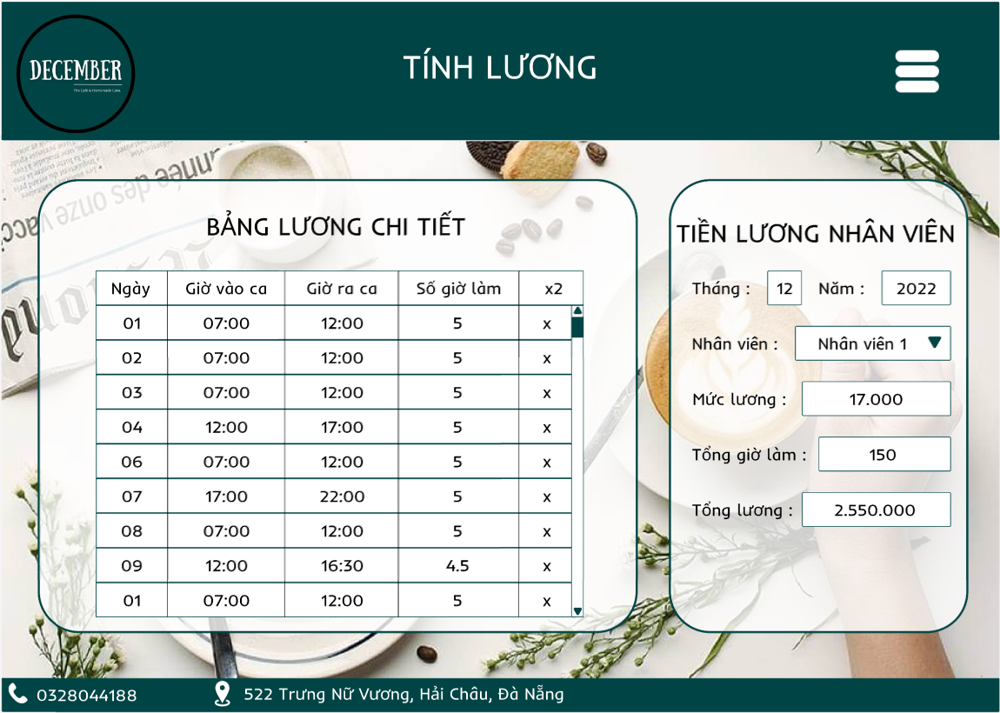 DECEMBER
The Café & Homemade Cake.
TÍNH LƯƠNG
BẢNG LƯƠNG CHI TIẾT
Ngày Giờ vào ca Giờ ra ca Số giờ làm x2
01 07:00 12:00 5 x
02 07:00 12:00 5 x
03 07:00 12:00 5 x
04 12:00 17:00 5 x
06 07:00 12:00 5 x
07 17:00 22:00 5 x
08 07:00 12:00 5 x
09 12:00 16:30 4.5 x
01 07:00 12:00 5 x
TIỀN LƯƠNG NHÂN VIÊN
Tháng : 12 Năm : 2022
Nhân viên : Nhân viên 1
Mức lương : 17.000
Tổng giờ làm : 150
Tổng lương : 2.550.000
année des onze
0328044188 522 Trưng Nữ Vương, Hải Châu, Đà Nẵng